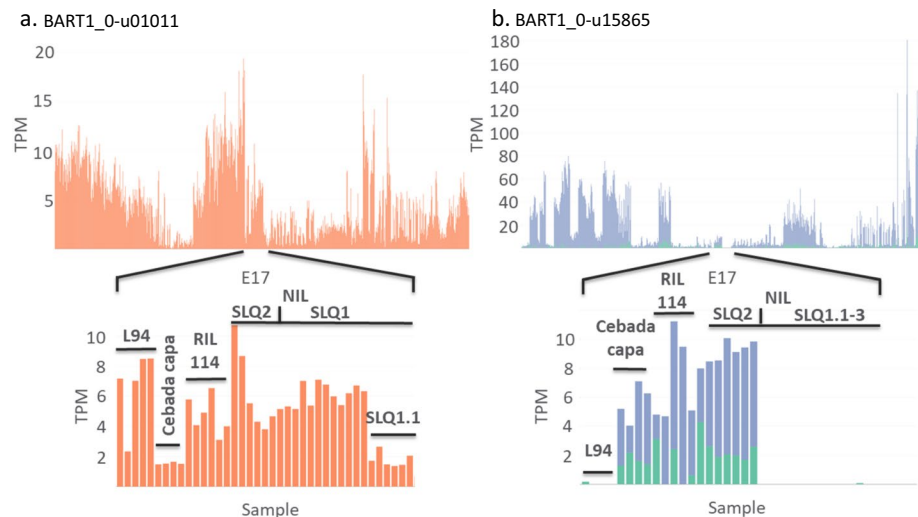 a. BART1_0-u01011
20
15
10
5
TPM
E17
NIL
SLQ2 SLQ1
L94
Cebada capa
RIL
114
SLQ1.1
10
8
6
4
2
TPM
Sample
b. BART1_0-u15865
180
160
140
120
100
80
60
40
20
TPM
E17
RIL
114
NIL
SLQ2 SLQ1.1-3
Cebada
capa
L94
10
8
6
4
2
TPM
Sample